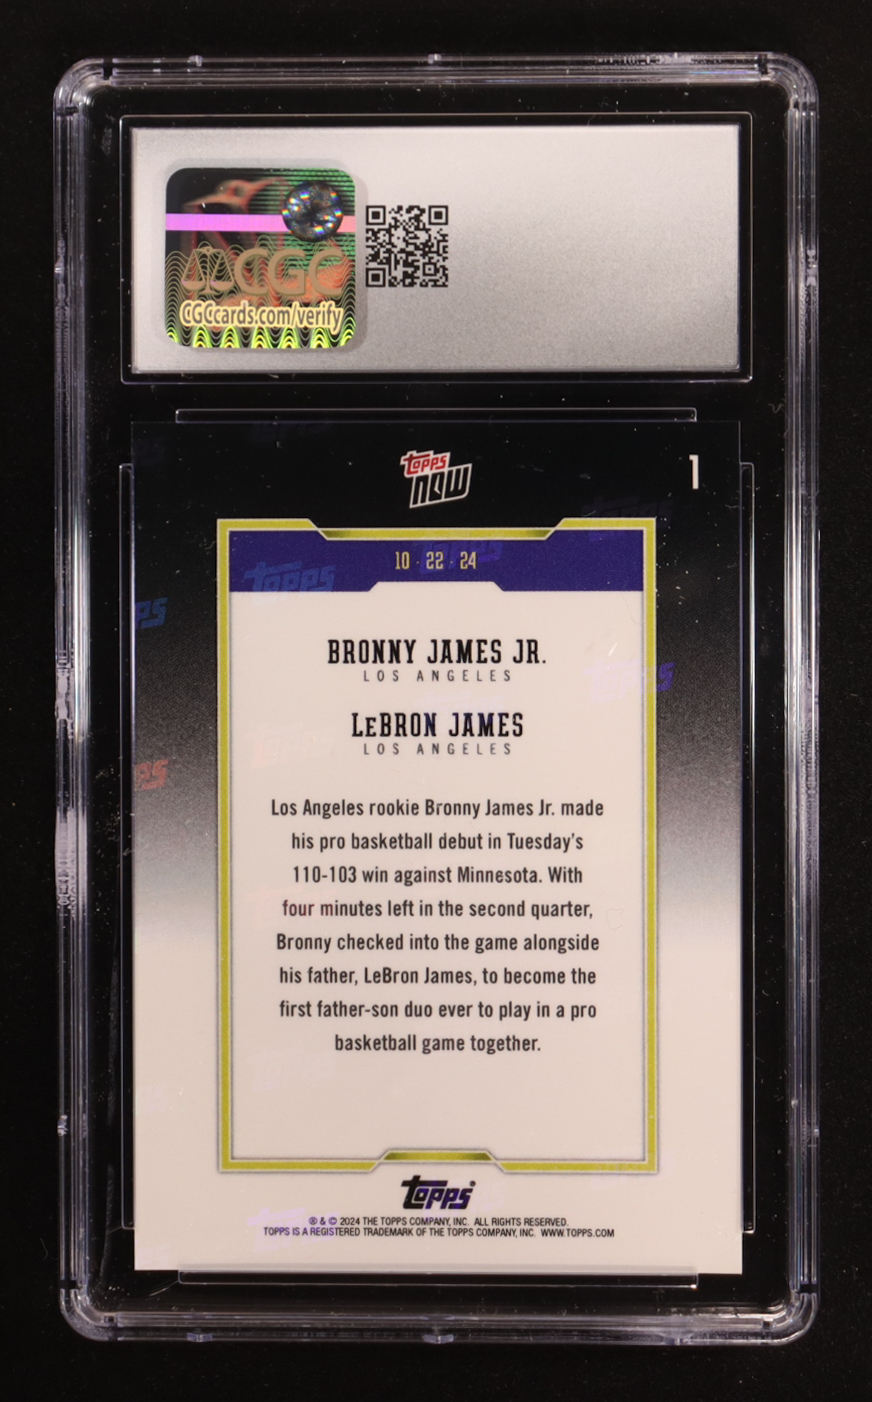 CGC
CGCcards.com/verify
topps
now
1
10 · 22 · 24
BRONNY JAMES JR.
LOS ANGELES
LeBRON JAMES
LOS ANGELES
Los Angeles rookie Bronny James Jr. made
his pro basketball debut in Tuesday's
110-103 win against Minnesota. With
four minutes left in the second quarter,
Bronny checked into the game alongside
his father, LeBron James, to become the
first father-son duo ever to play in a pro
basketball game together.
topps®
® & © 2024 THE TOPPS COMPANY, INC. ALL RIGHTS RESERVED.
TOPPS IS A REGISTERED TRADEMARK OF THE TOPPS COMPANY, INC. WWW.TOPPS.COM